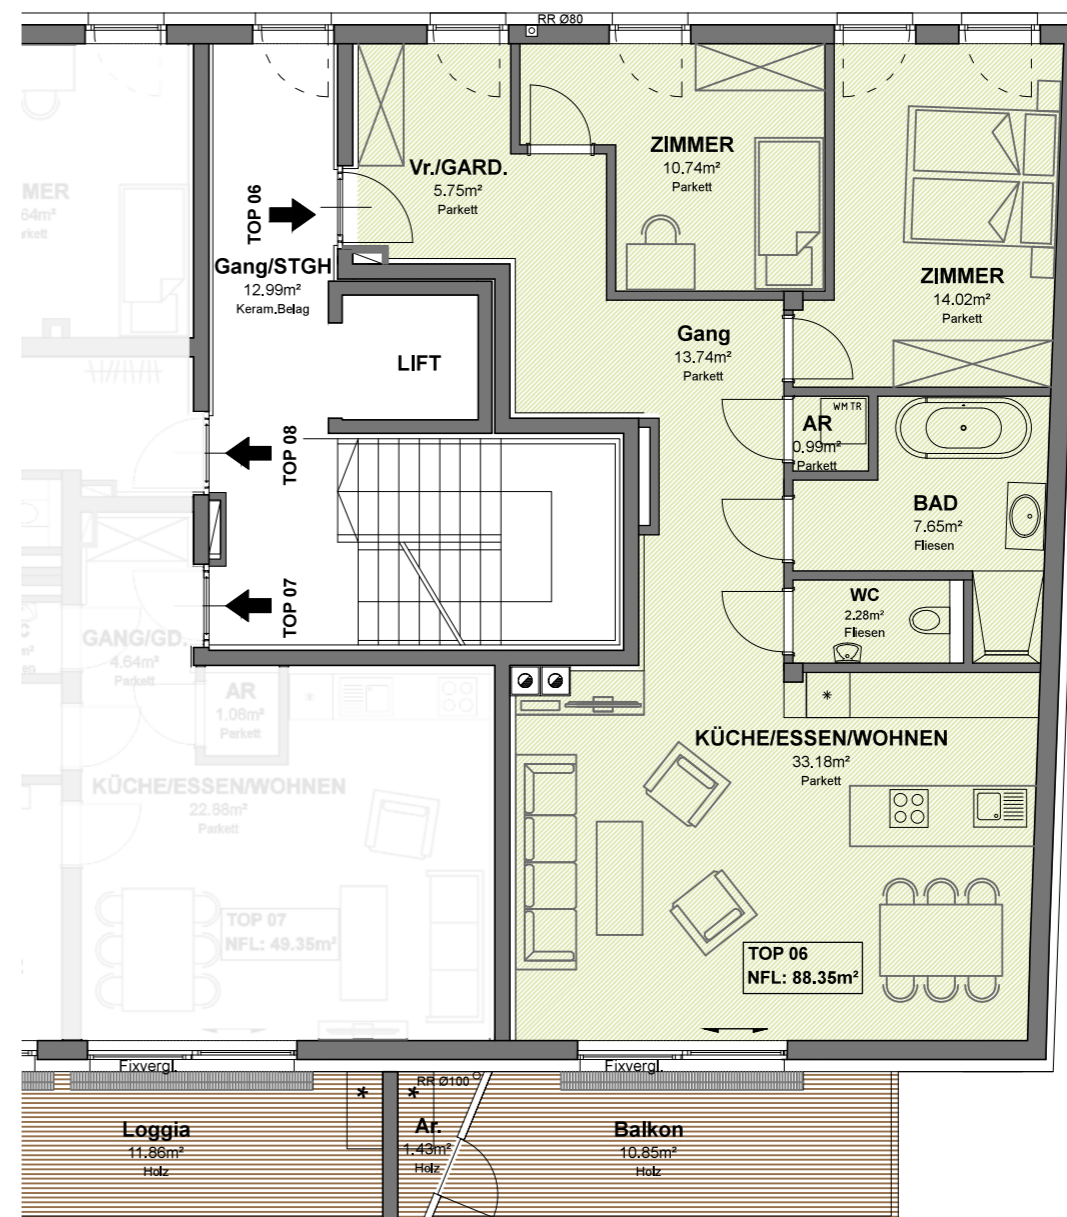 RR Ø80
ZIMMER
10.74m²
Parkett
Vr./GARD.
5.75m²
Parkett
MER
64m²
rkett
TOP 06
Gang/STGH
12.99m²
Keram.Belag
ZIMMER
14.02m²
Parkett
Gang
13.74m²
Parkett
LIFT
WM TR
AR
0.99m²
Parkett
TOP 08
BAD
7.65m²
Fliesen
TOP 07
WC
2.28m²
Fliesen
GANG/GD.
4.64m²
Parkett
AR
1.08m²
Parkett
KÜCHE/ESSEN/WOHNEN
33.18m²
Parkett
KÜCHE/ESSEN/WOHNEN
22.88m²
Parkett
TOP 07
NFL: 49.35m²
TOP 06
NFL: 88.35m²
Fixvergl.
Fixvergl.
RR Ø100
Loggia
11.86m²
Holz
Ar.
1.43m²
Holz
Balkon
10.85m²
Holz